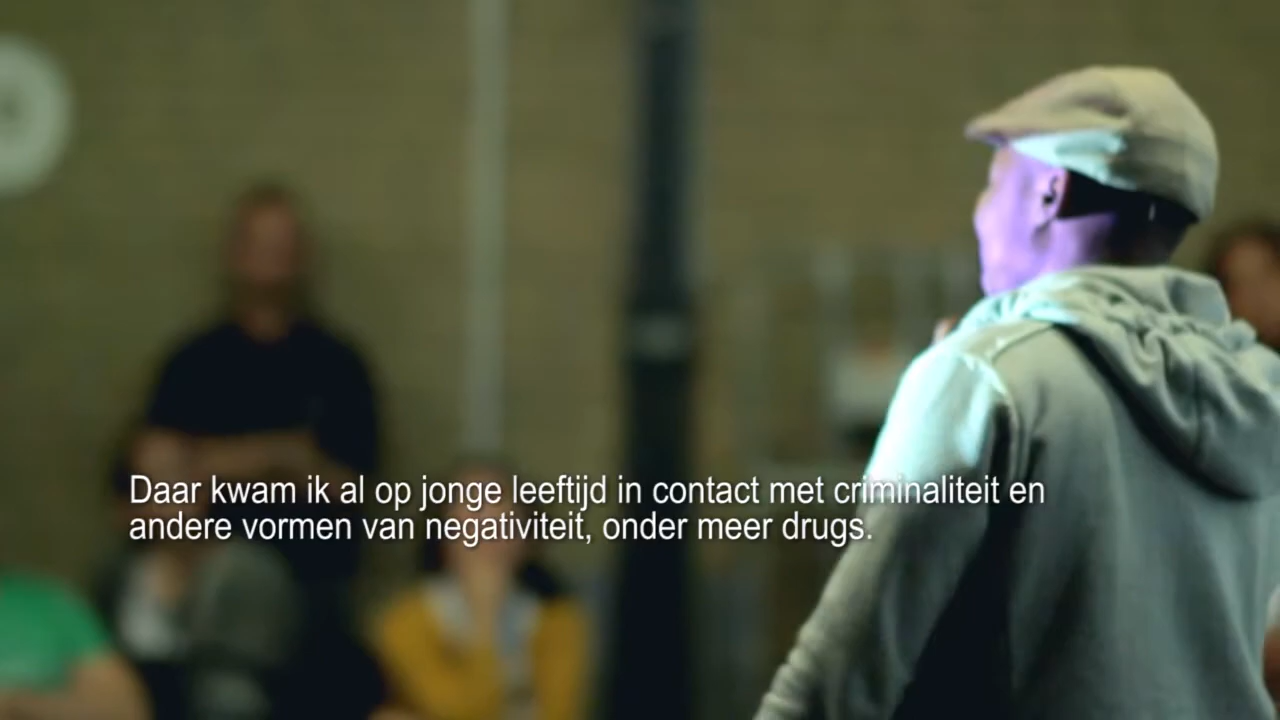 Daar kwam ik al op jonge leeftijd in contact met criminaliteit en
andere vormen van negativiteit, onder meer drugs.